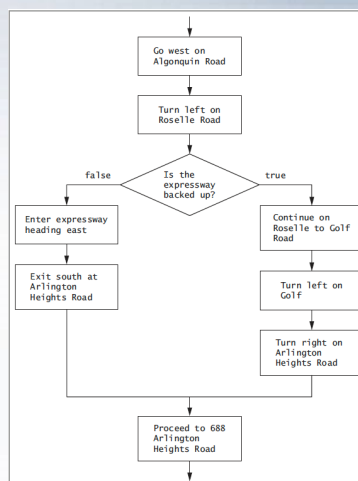 Go west on
Algonquin Road
Turn left on
Roselle Road
Is the
expressway
backed up?
false
true
Enter expressway
heading east
Exit south at
Arlington
Heights Road
Continue on
Roselle to Golf
Road
Turn left on
Golf
Turn right on
Arlington
Heights Road
Proceed to 688
Arlington
Heights Road